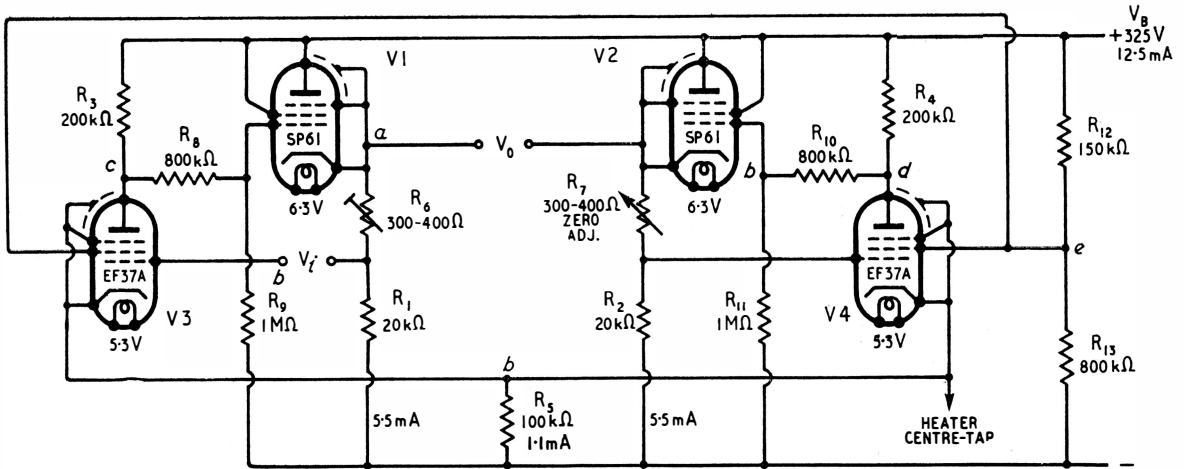 V_B
+325V
12.5mA
V1
V2
R_3
200kΩ
R_8
800kΩ
c
SP61
6.3V
a
V_o
R_6
300-400Ω
SP61
6.3V
b
R_7
300-400Ω
ZERO
ADJ.
R_10
800kΩ
d
R_4
200kΩ
R_12
150kΩ
e
EF37A
V3
5.3V
b
V_i
R_9
1MΩ
R_1
20kΩ
R_2
20kΩ
R_11
1MΩ
EF37A
V4
5.3V
R_13
800kΩ
b
R_5
100kΩ
1.1mA
5.5mA
5.5mA
HEATER
CENTRE-TAP
−